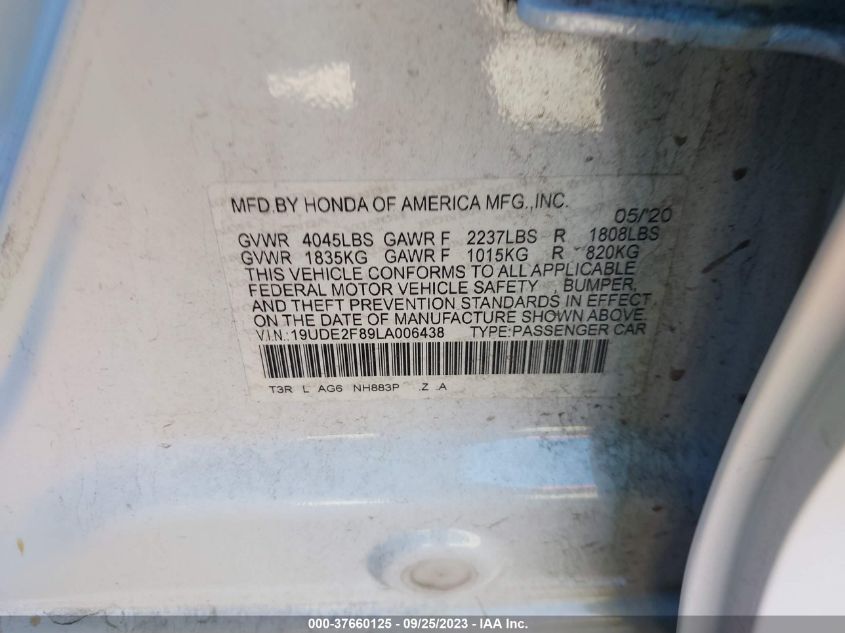 MFD.BY HONDA OF AMERICA MFG.,INC. 05/'20
GVWR 4045LBS GAWR F 2237LBS R 1808LBS
GVWR 1835KG GAWR F 1015KG R 820KG
THIS VEHICLE CONFORMS TO ALL APPLICABLE
FEDERAL MOTOR VEHICLE SAFETY , BUMPER,
AND THEFT PREVENTION STANDARDS IN EFFECT
ON THE DATE OF MANUFACTURE SHOWN ABOVE.
V.I.N.:19UDE2F89LA006438 TYPE:PASSENGER CAR
T3R L AG6 NH883P .Z .A
000-37660125 - 09/25/2023 - IAA Inc.